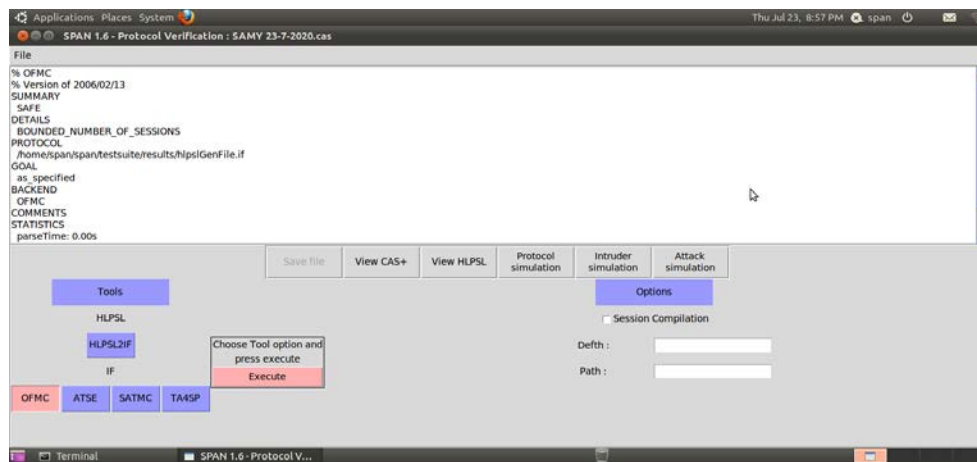 Applications Places System Thu Jul 23, 8:57 PM span
SPAN 1.6 - Protocol Verification : SAMY 23-7-2020.cas
File
% OFMC
% Version of 2006/02/13
SUMMARY
SAFE
DETAILS
BOUNDED_NUMBER_OF_SESSIONS
PROTOCOL
/home/span/span/testsuite/results/hlpslGenFile.if
GOAL
as_specified
BACKEND
OFMC
COMMENTS
STATISTICS
parseTime: 0.00s
Save file View CAS+ View HLPSL Protocol simulation Intruder simulation Attack simulation
Tools
HLPSL
HLPSL2IF
IF
OFMC ATSE SATMC TA4SP
Choose Tool option and
press execute
Execute
Options
Session Compilation
Defth :
Path :
Terminal SPAN 1.6 - Protocol V...